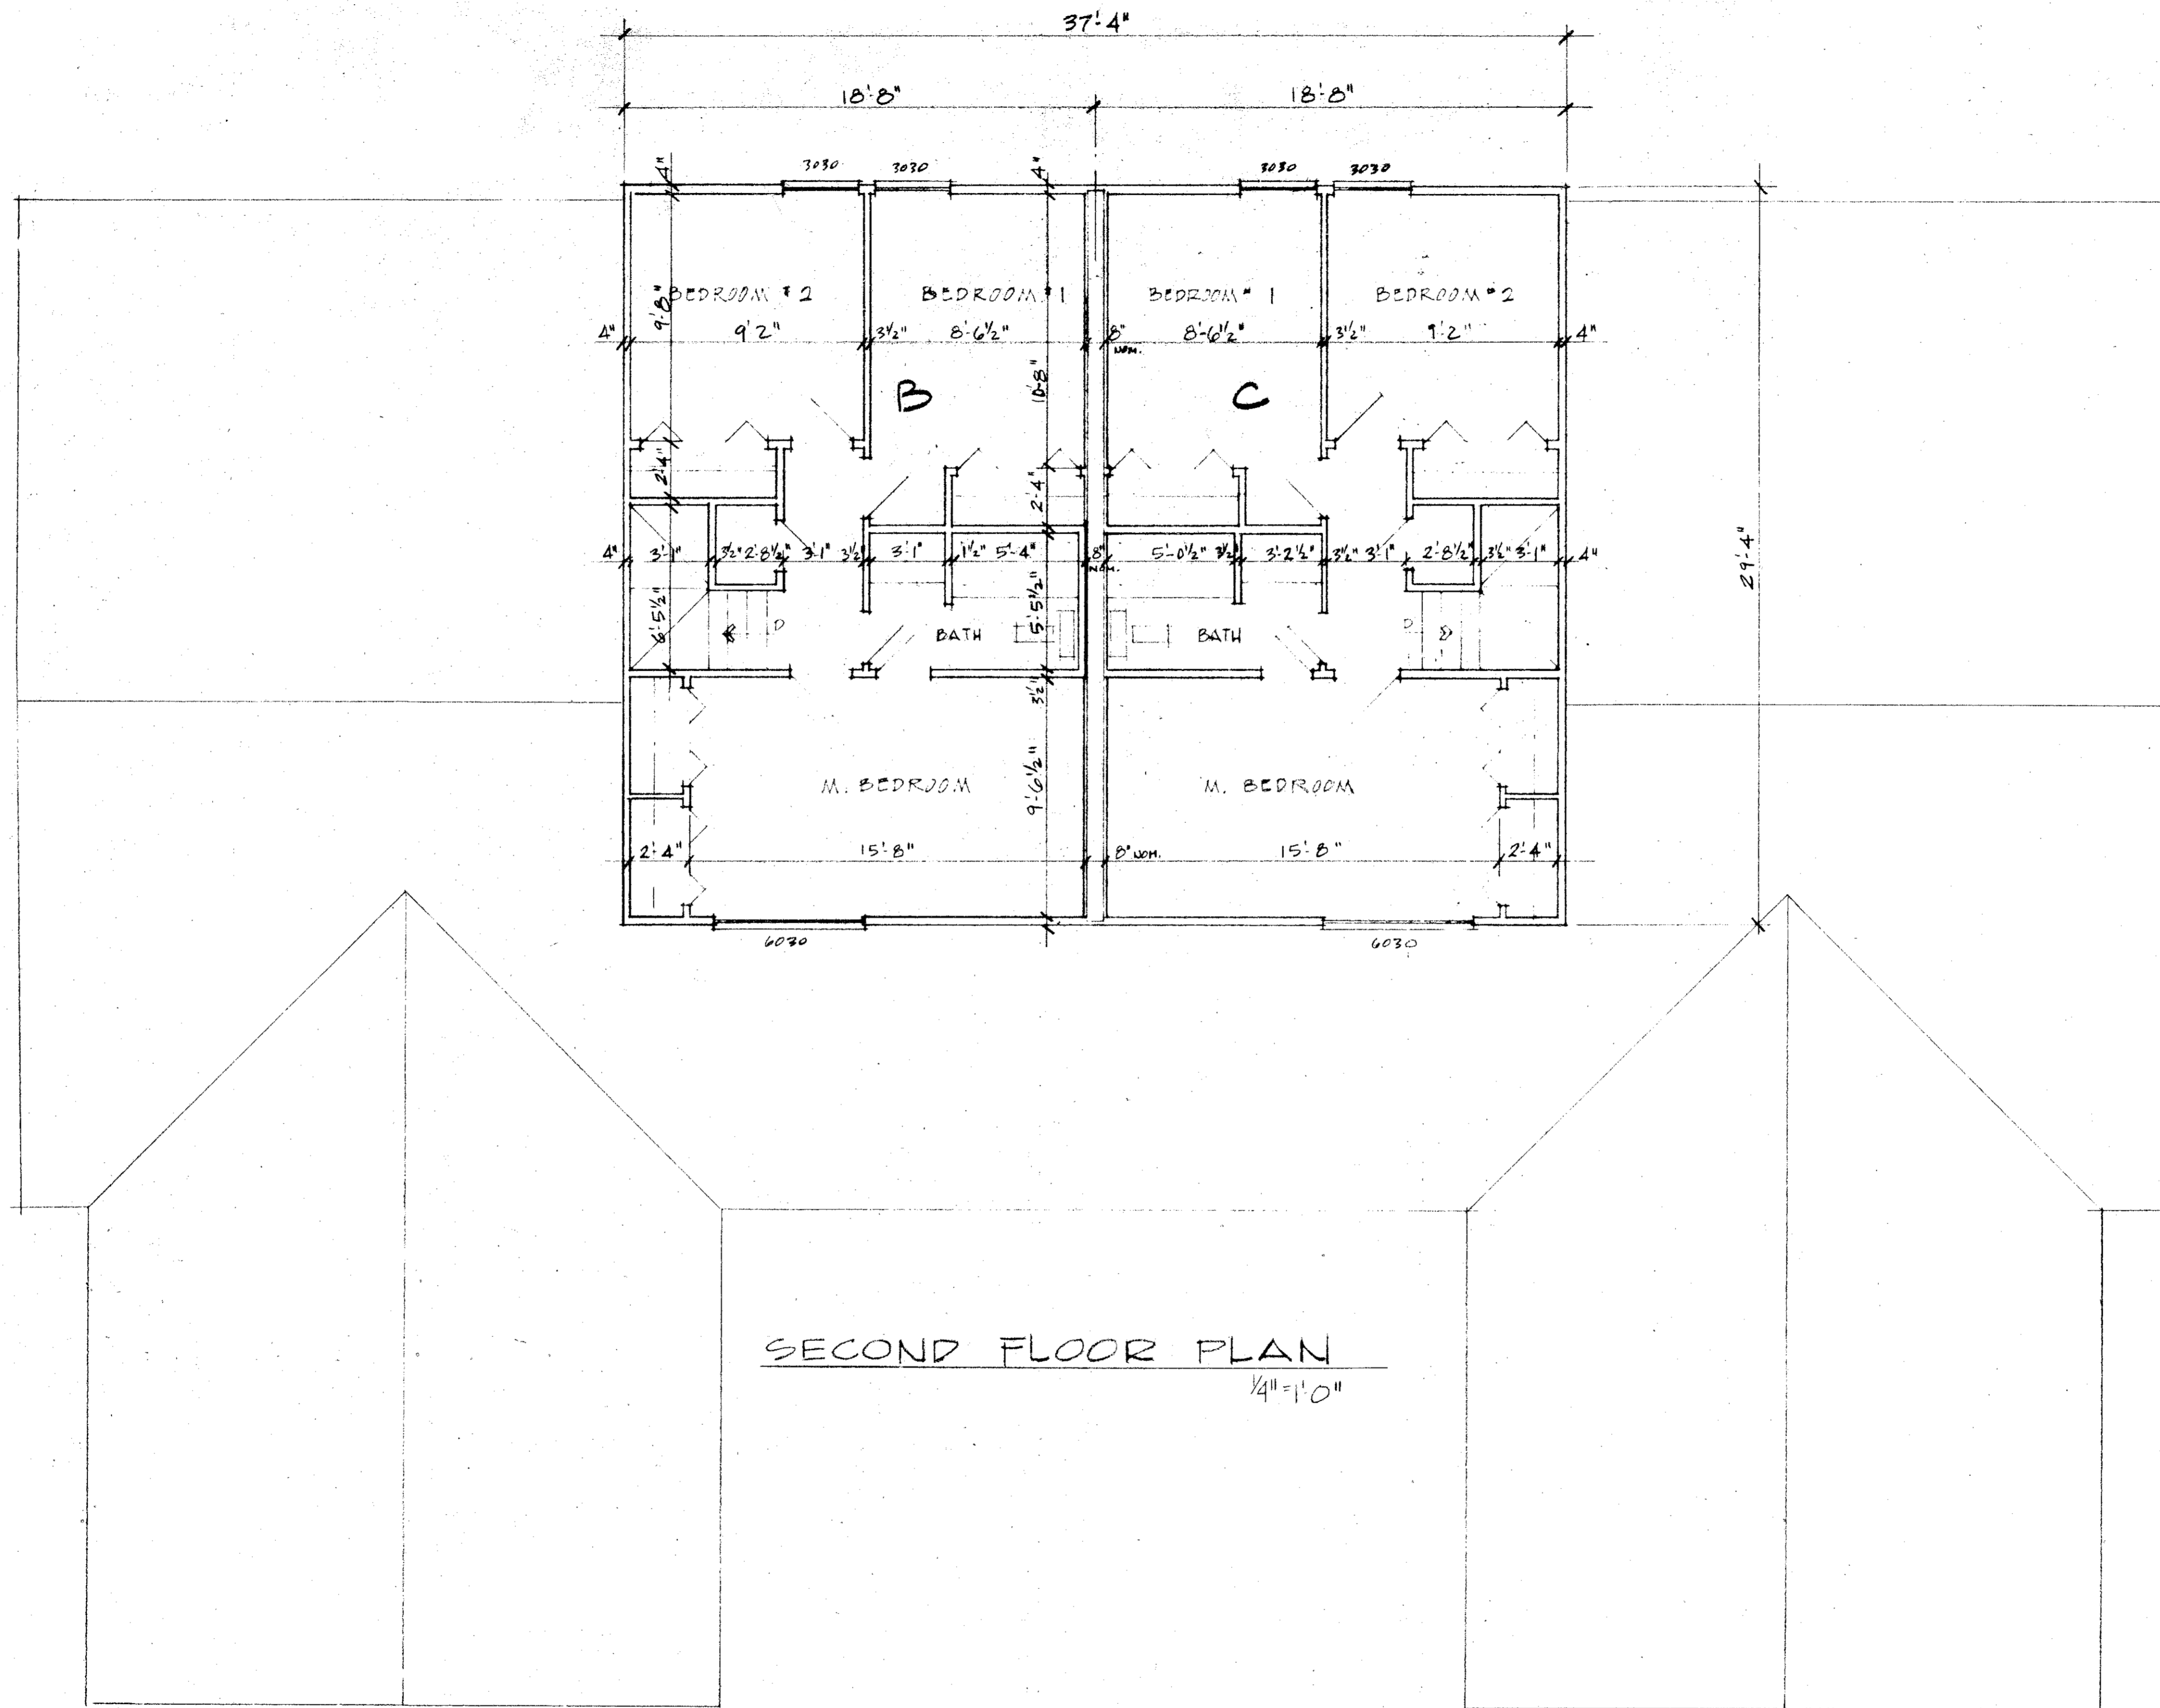 37'-4"
18'-8" 18'-8"
4" 3030 3030 4" 3030 3030
BEDROOM #2 BEDROOM #1 BEDROOM #1 BEDROOM #2
9'-8"
4" 9'2" 3½" 8'-6½" 8" NOM. 8'-6½" 3½" 9'-2" 4"
B 10'-8" C
2'-4" 2'-4"
4" 3'-1" 3½" 2'-8½" 3'-1" 3½" 3'-1" 1½" 5'-4" 8" NOM. 5'-0½" 3½" 3'-2½" 3½" 3'-1" 2'-8½" 3½" 3'-1" 4"
29'-4"
6'-5½" 5'-5½"
D BATH BATH D
3½"
M. BEDROOM 9'-6½" M. BEDROOM
2'-4" 15'-8" 8" NOM. 15'-8" 2'-4"
6030 6030
SECOND FLOOR PLAN
¼"=1'-0"